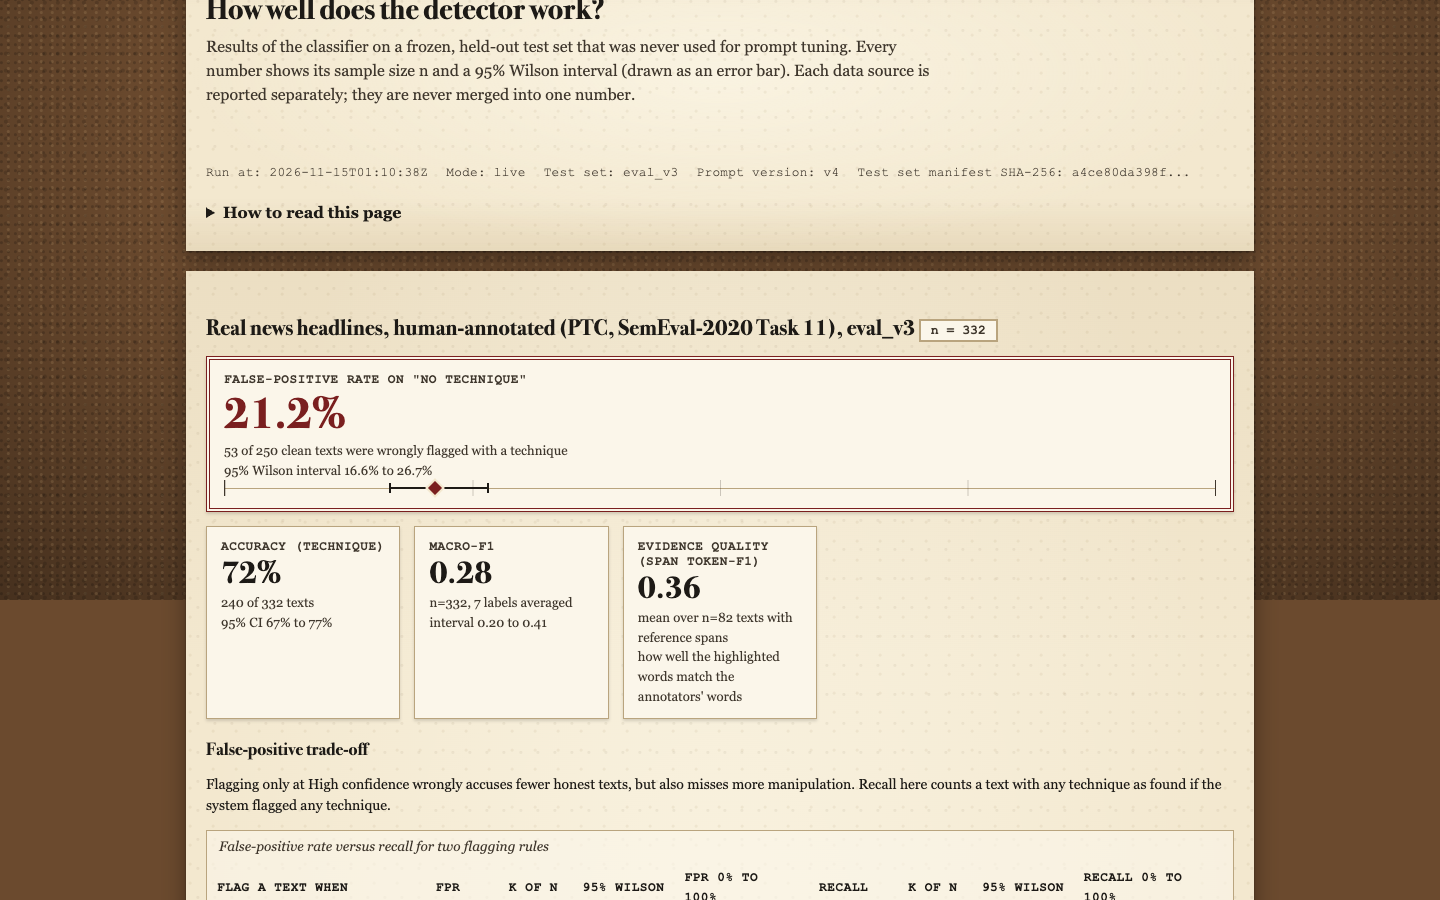 How well does the detector work?
Results of the classifier on a frozen, held-out test set that was never used for prompt tuning. Every
number shows its sample size n and a 95% Wilson interval (drawn as an error bar). Each data source is
reported separately; they are never merged into one number.
Run at: 2026-11-15T01:10:38Z Mode: live Test set: eval_v3 Prompt version: v4 Test set manifest SHA-256: a4ce80da398f...
How to read this page
Real news headlines, human-annotated (PTC, SemEval-2020 Task 11), eval_v3 n = 332
FALSE-POSITIVE RATE ON "NO TECHNIQUE"
21.2%
53 of 250 clean texts were wrongly flagged with a technique
95% Wilson interval 16.6% to 26.7%
ACCURACY (TECHNIQUE)
72%
240 of 332 texts
95% CI 67% to 77%
MACRO-F1
0.28
n=332, 7 labels averaged
interval 0.20 to 0.41
EVIDENCE QUALITY
(SPAN TOKEN-F1)
0.36
mean over n=82 texts with
reference spans
how well the highlighted
words match the
annotators' words
False-positive trade-off
Flagging only at High confidence wrongly accuses fewer honest texts, but also misses more manipulation. Recall here counts a text with any technique as found if the
system flagged any technique.
False-positive rate versus recall for two flagging rules
FLAG A TEXT WHEN FPR K OF N 95% WILSON FPR 0% TO 100% RECALL K OF N 95% WILSON RECALL 0% TO 100%